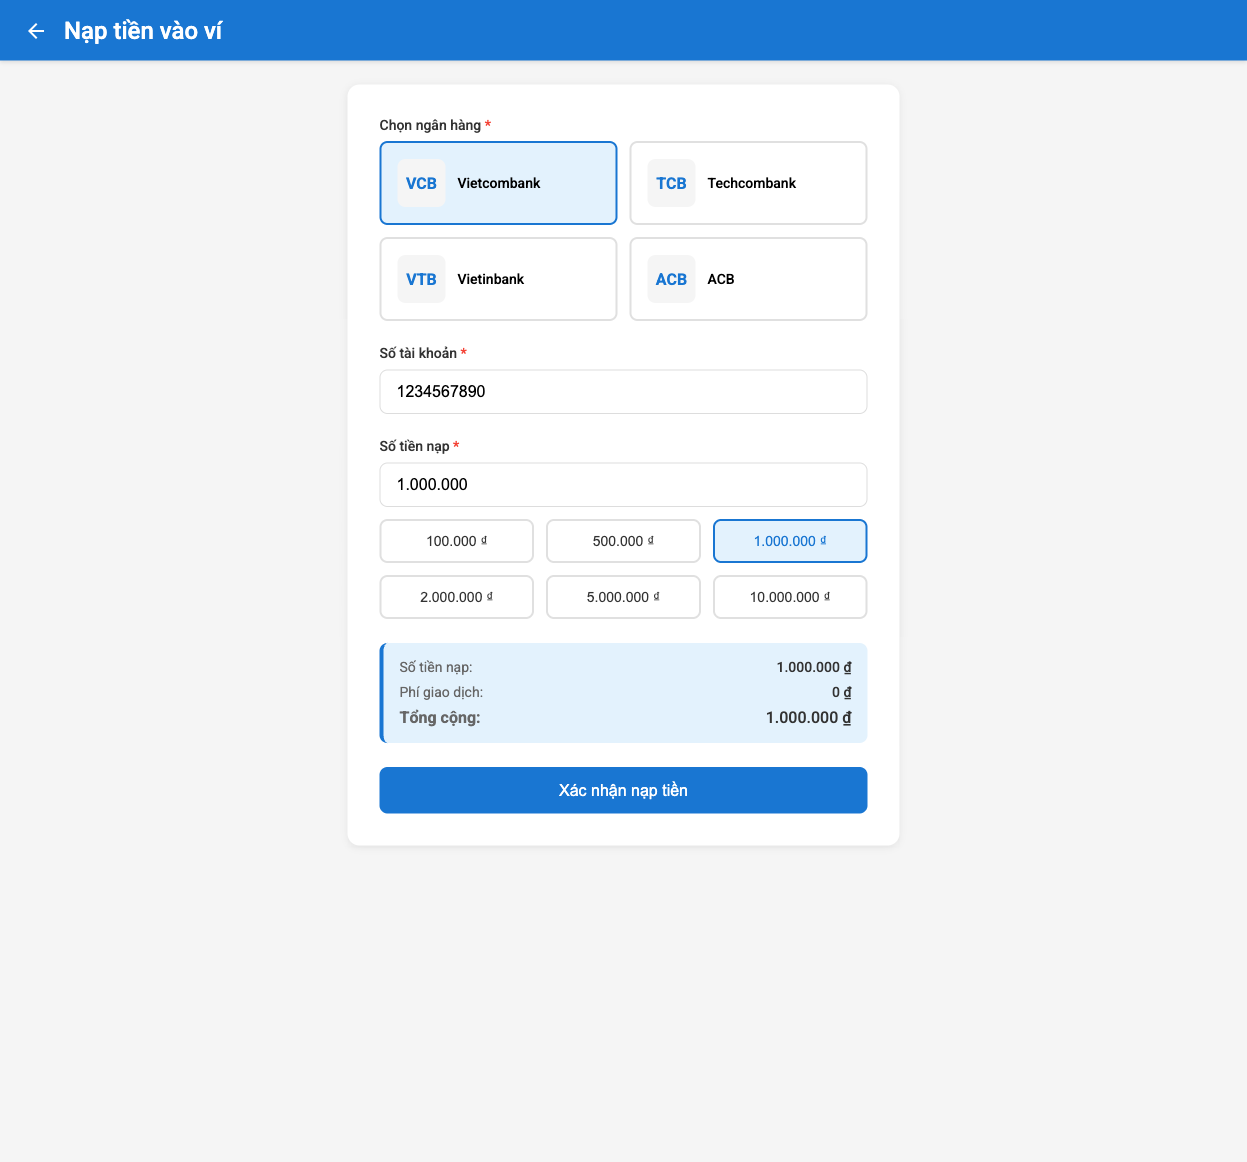 Nạp tiền vào ví
Chọn ngân hàng *
VCB Vietcombank
TCB Techcombank
VTB Vietinbank
ACB ACB
Số tài khoản *
1234567890
Số tiền nạp *
1.000.000
100.000 ₫
500.000 ₫
1.000.000 ₫
2.000.000 ₫
5.000.000 ₫
10.000.000 ₫
Số tiền nạp: 1.000.000 ₫
Phí giao dịch: 0 ₫
Tổng cộng: 1.000.000 ₫
Xác nhận nạp tiền